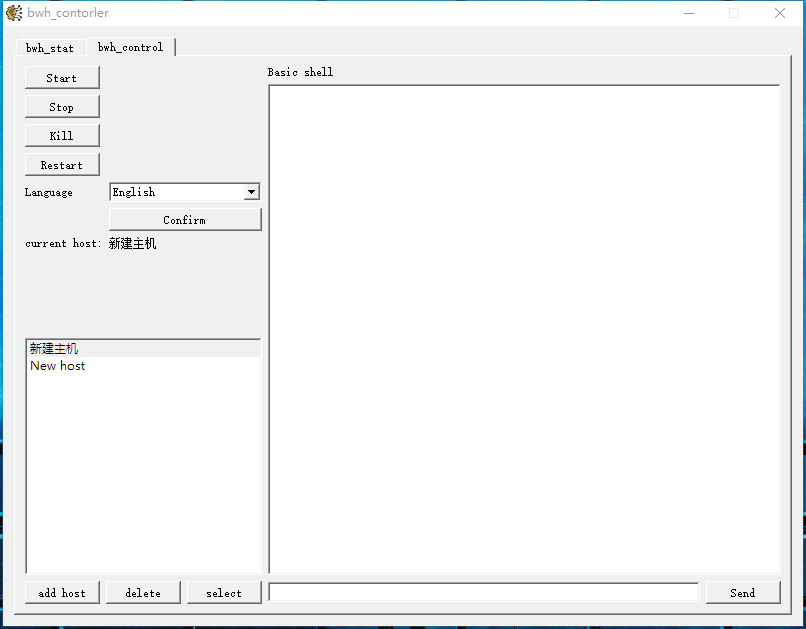 bwh_contorler
bwh_stat
bwh_control
Start
Stop
Kill
Restart
Language
English
Confirm
current host: 新建主机
新建主机
New host
add host
delete
select
Basic shell
Send